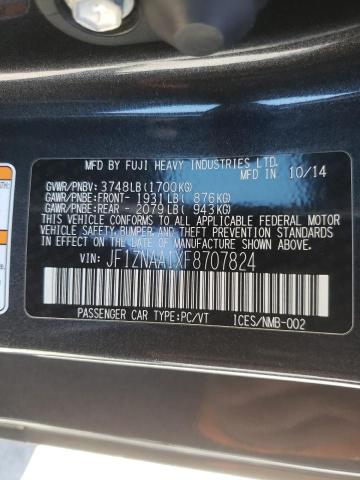 MFD BY FUJI HEAVY INDUSTRIES LTD.
MFD IN 10/14
GVWR/PNBV: 3748LB(1700KG)
GAWR/PNBE:FRONT- 1931LB( 876KG)
GAWR/PNBE:REAR - 2079LB( 943KG)
THIS VEHICLE CONFORMS TO ALL APPLICABLE FEDERAL MOTOR
VEHICLE SAFETY,BUMPER AND THEFT PREVENTION STANDARDS
IN EFFECT ON THE DATE OF MANUFACTURE SHOWN ABOVE.
VIN: JF1ZNAA1XF8707824
PASSENGER CAR TYPE:PC/VT ICES/NMB-002